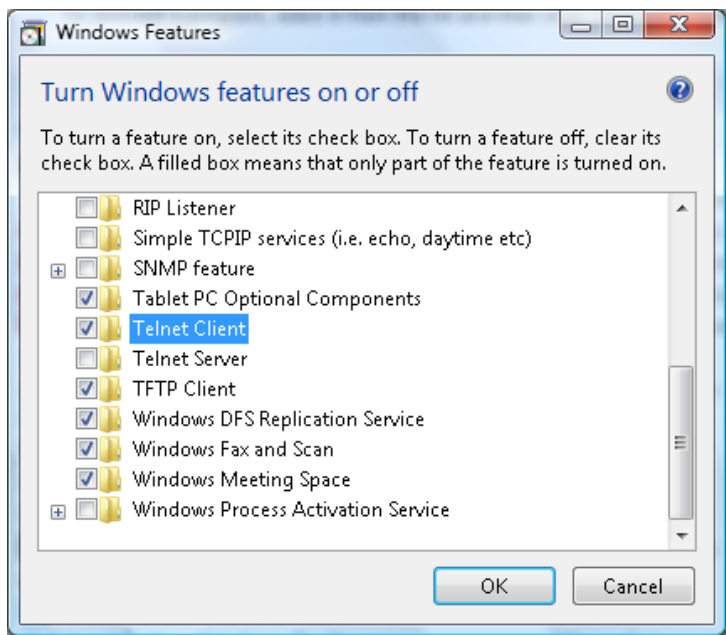 Windows Features
Turn Windows features on or off
To turn a feature on, select its check box. To turn a feature off, clear its
check box. A filled box means that only part of the feature is turned on.
RIP Listener
Simple TCPIP services (i.e. echo, daytime etc)
SNMP feature
Tablet PC Optional Components
Telnet Client
Telnet Server
TFTP Client
Windows DFS Replication Service
Windows Fax and Scan
Windows Meeting Space
Windows Process Activation Service
OK Cancel